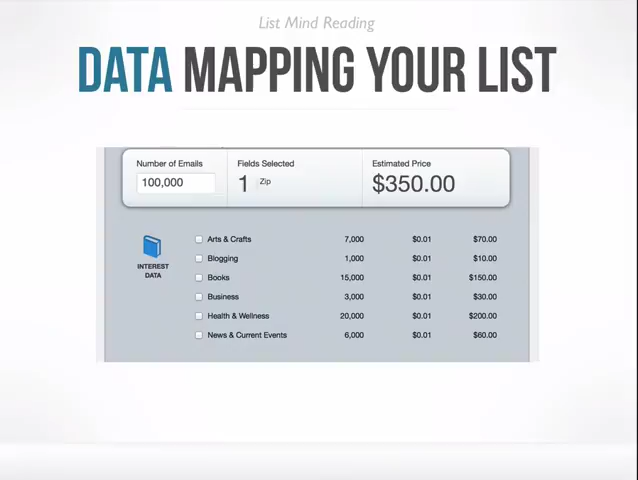 List Mind Reading
DATA MAPPING YOUR LIST
Number of Emails Fields Selected Estimated Price
100,000 1 Zip $350.00
INTEREST
DATA
Arts & Crafts 7,000 $0.01 $70.00
Blogging 1,000 $0.01 $10.00
Books 15,000 $0.01 $150.00
Business 3,000 $0.01 $30.00
Health & Wellness 20,000 $0.01 $200.00
News & Current Events 6,000 $0.01 $60.00